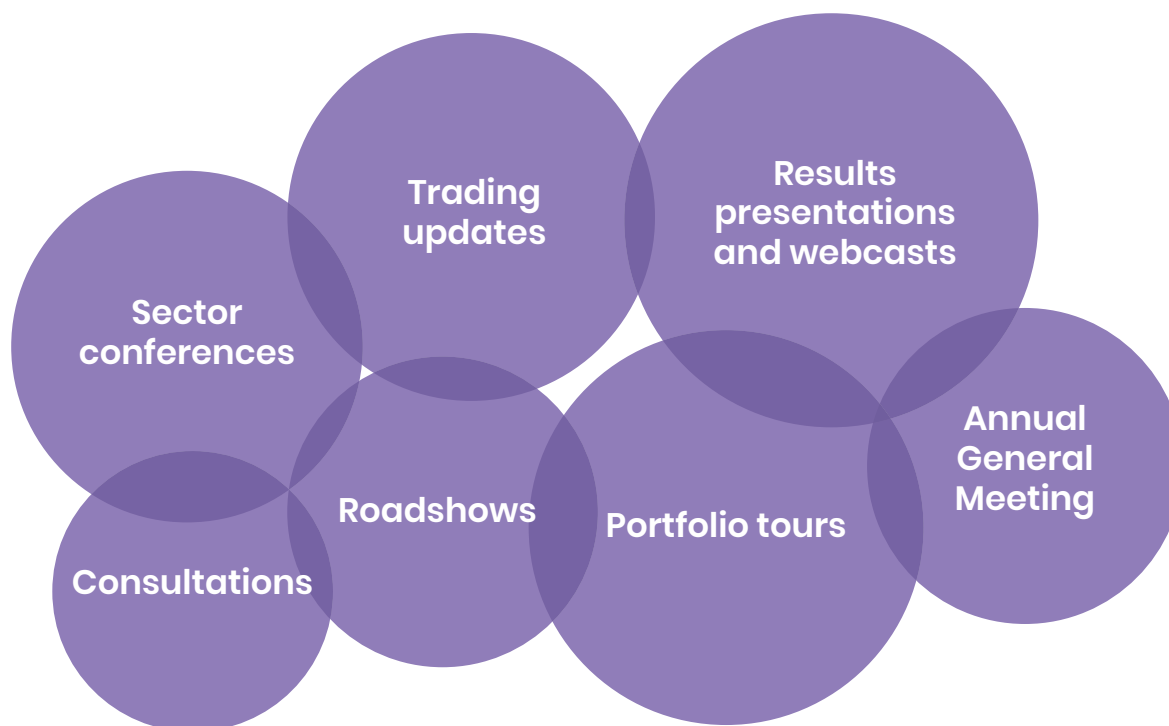 Trading
updates
Results
presentations
and webcasts
Sector
conferences
Annual
General
Meeting
Roadshows
Portfolio tours
Consultations